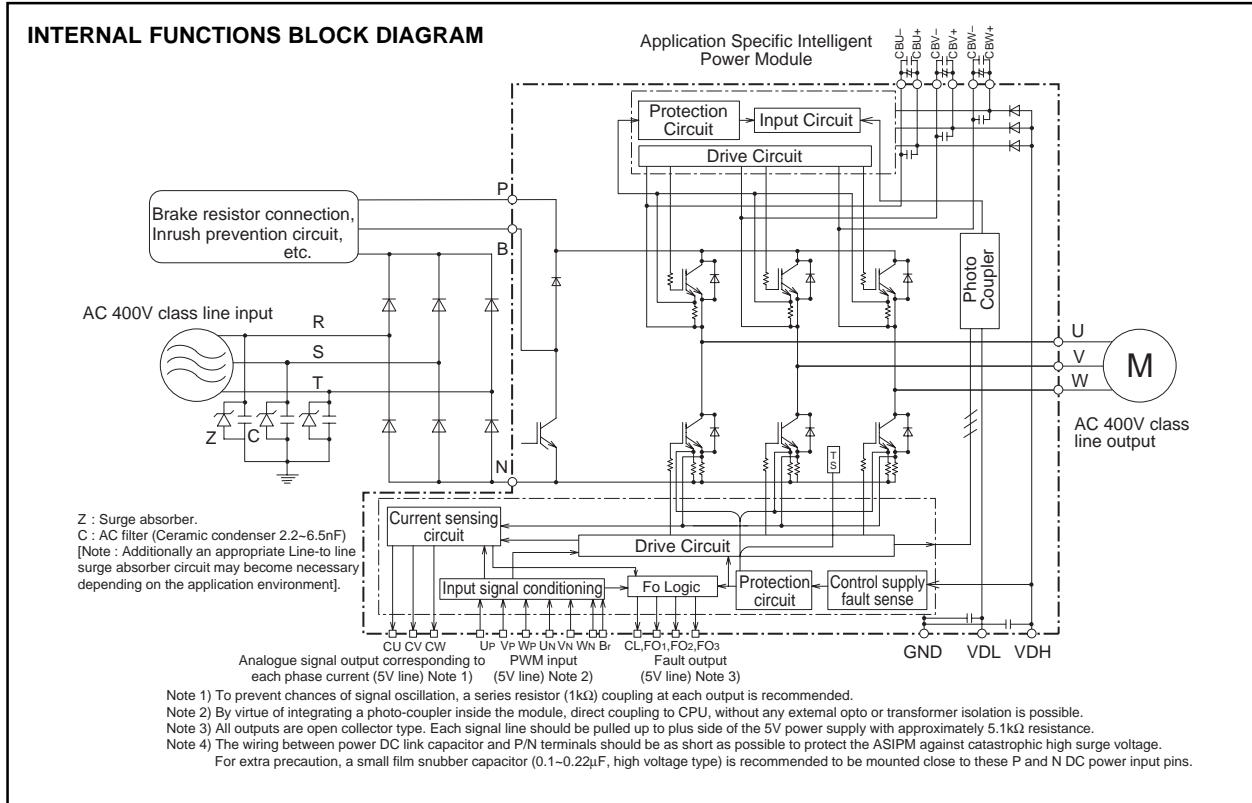 INTERNAL FUNCTIONS BLOCK DIAGRAM
Application Specific Intelligent
Power Module
CBU−
CBU+
CBV−
CBV+
CBW−
CBW+
Protection
Circuit
Input Circuit
Drive Circuit
P
Brake resistor connection,
Inrush prevention circuit,
etc.
B
Photo
Coupler
AC 400V class line input
R
S
T
Z
C
U
V
W
M
AC 400V class
line output
N
TS
Z : Surge absorber.
C : AC filter (Ceramic condenser 2.2~6.5nF)
[Note : Additionally an appropriate Line-to line
surge absorber circuit may become necessary
depending on the application environment].
Current sensing
circuit
Drive Circuit
Input signal conditioning
Fo Logic
Protection
circuit
Control supply
fault sense
CU CV CW
UP VP WP UN VN WN Br
CL,FO1,FO2,FO3
GND VDL VDH
Analogue signal output corresponding to
each phase current (5V line) Note 1)
PWM input
(5V line) Note 2)
Fault output
(5V line) Note 3)
Note 1) To prevent chances of signal oscillation, a series resistor (1kΩ) coupling at each output is recommended.
Note 2) By virtue of integrating a photo-coupler inside the module, direct coupling to CPU, without any external opto or transformer isolation is possible.
Note 3) All outputs are open collector type. Each signal line should be pulled up to plus side of the 5V power supply with approximately 5.1kΩ resistance.
Note 4) The wiring between power DC link capacitor and P/N terminals should be as short as possible to protect the ASIPM against catastrophic high surge voltage.
For extra precaution, a small film snubber capacitor (0.1~0.22μF, high voltage type) is recommended to be mounted close to these P and N DC power input pins.